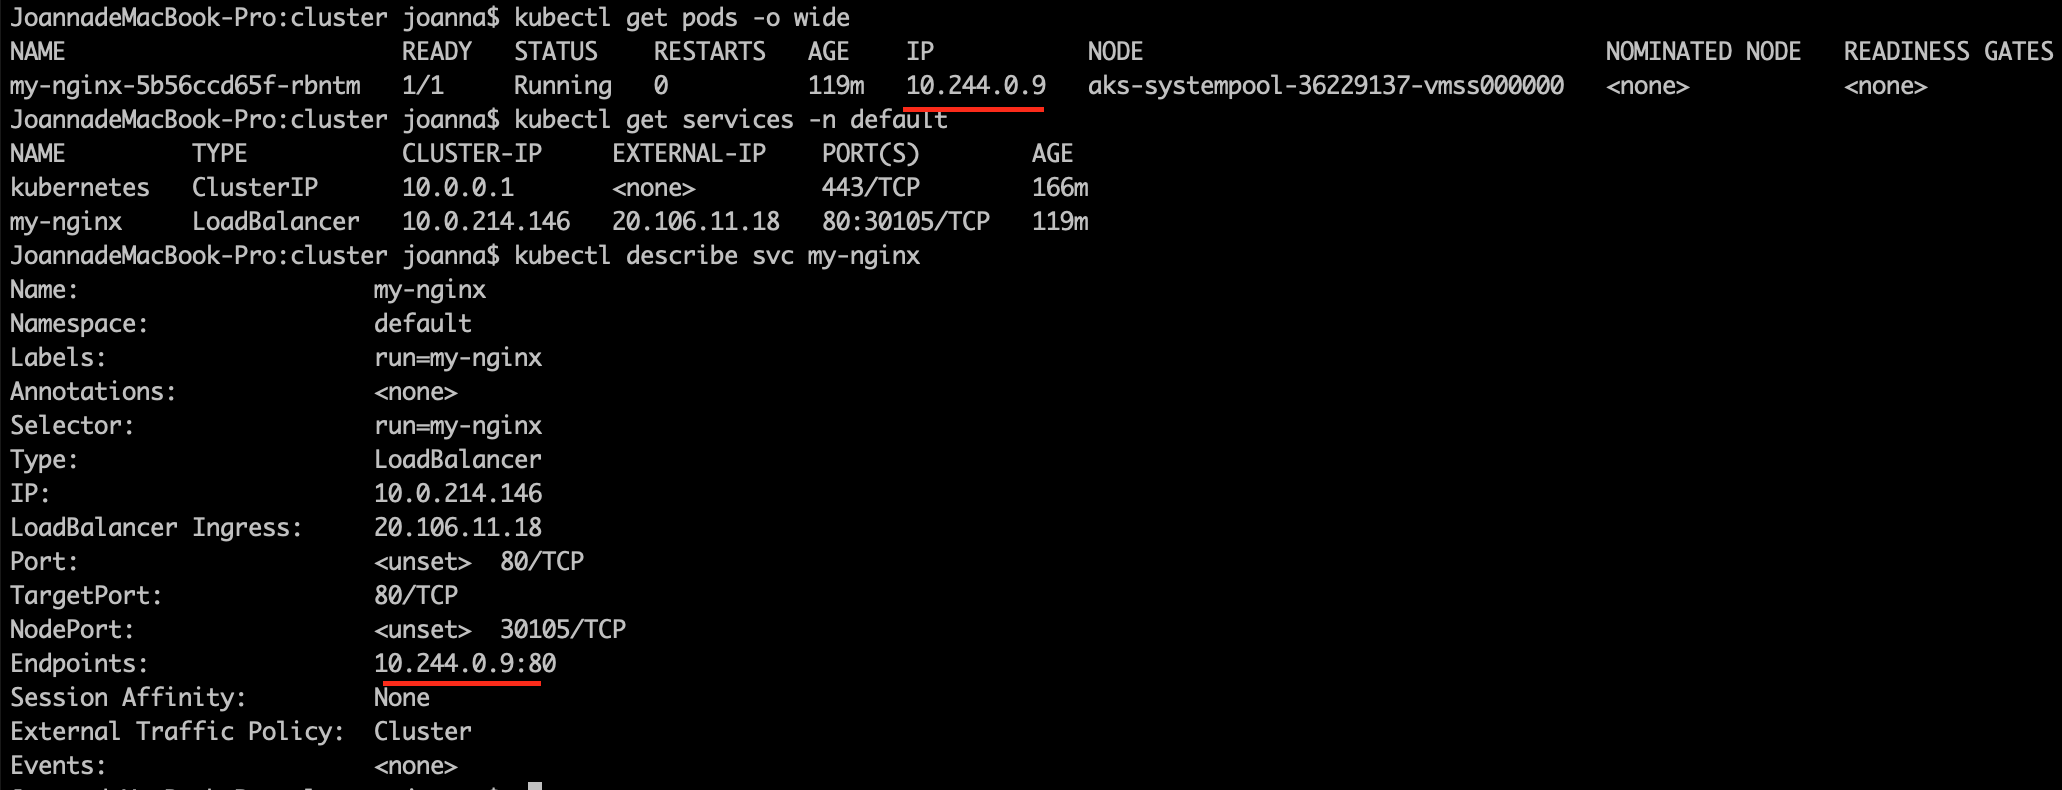 JoannadeMacBook-Pro:cluster joanna$ kubectl get pods -o wide
NAME READY STATUS RESTARTS AGE IP NODE NOMINATED NODE READINESS GATES
my-nginx-5b56ccd65f-rbntm 1/1 Running 0 119m 10.244.0.9 aks-systempool-36229137-vmss000000 <none> <none>
JoannadeMacBook-Pro:cluster joanna$ kubectl get services -n default
NAME TYPE CLUSTER-IP EXTERNAL-IP PORT(S) AGE
kubernetes ClusterIP 10.0.0.1 <none> 443/TCP 166m
my-nginx LoadBalancer 10.0.214.146 20.106.11.18 80:30105/TCP 119m
JoannadeMacBook-Pro:cluster joanna$ kubectl describe svc my-nginx
Name: my-nginx
Namespace: default
Labels: run=my-nginx
Annotations: <none>
Selector: run=my-nginx
Type: LoadBalancer
IP: 10.0.214.146
LoadBalancer Ingress: 20.106.11.18
Port: <unset> 80/TCP
TargetPort: 80/TCP
NodePort: <unset> 30105/TCP
Endpoints: 10.244.0.9:80
Session Affinity: None
External Traffic Policy: Cluster
Events: <none>